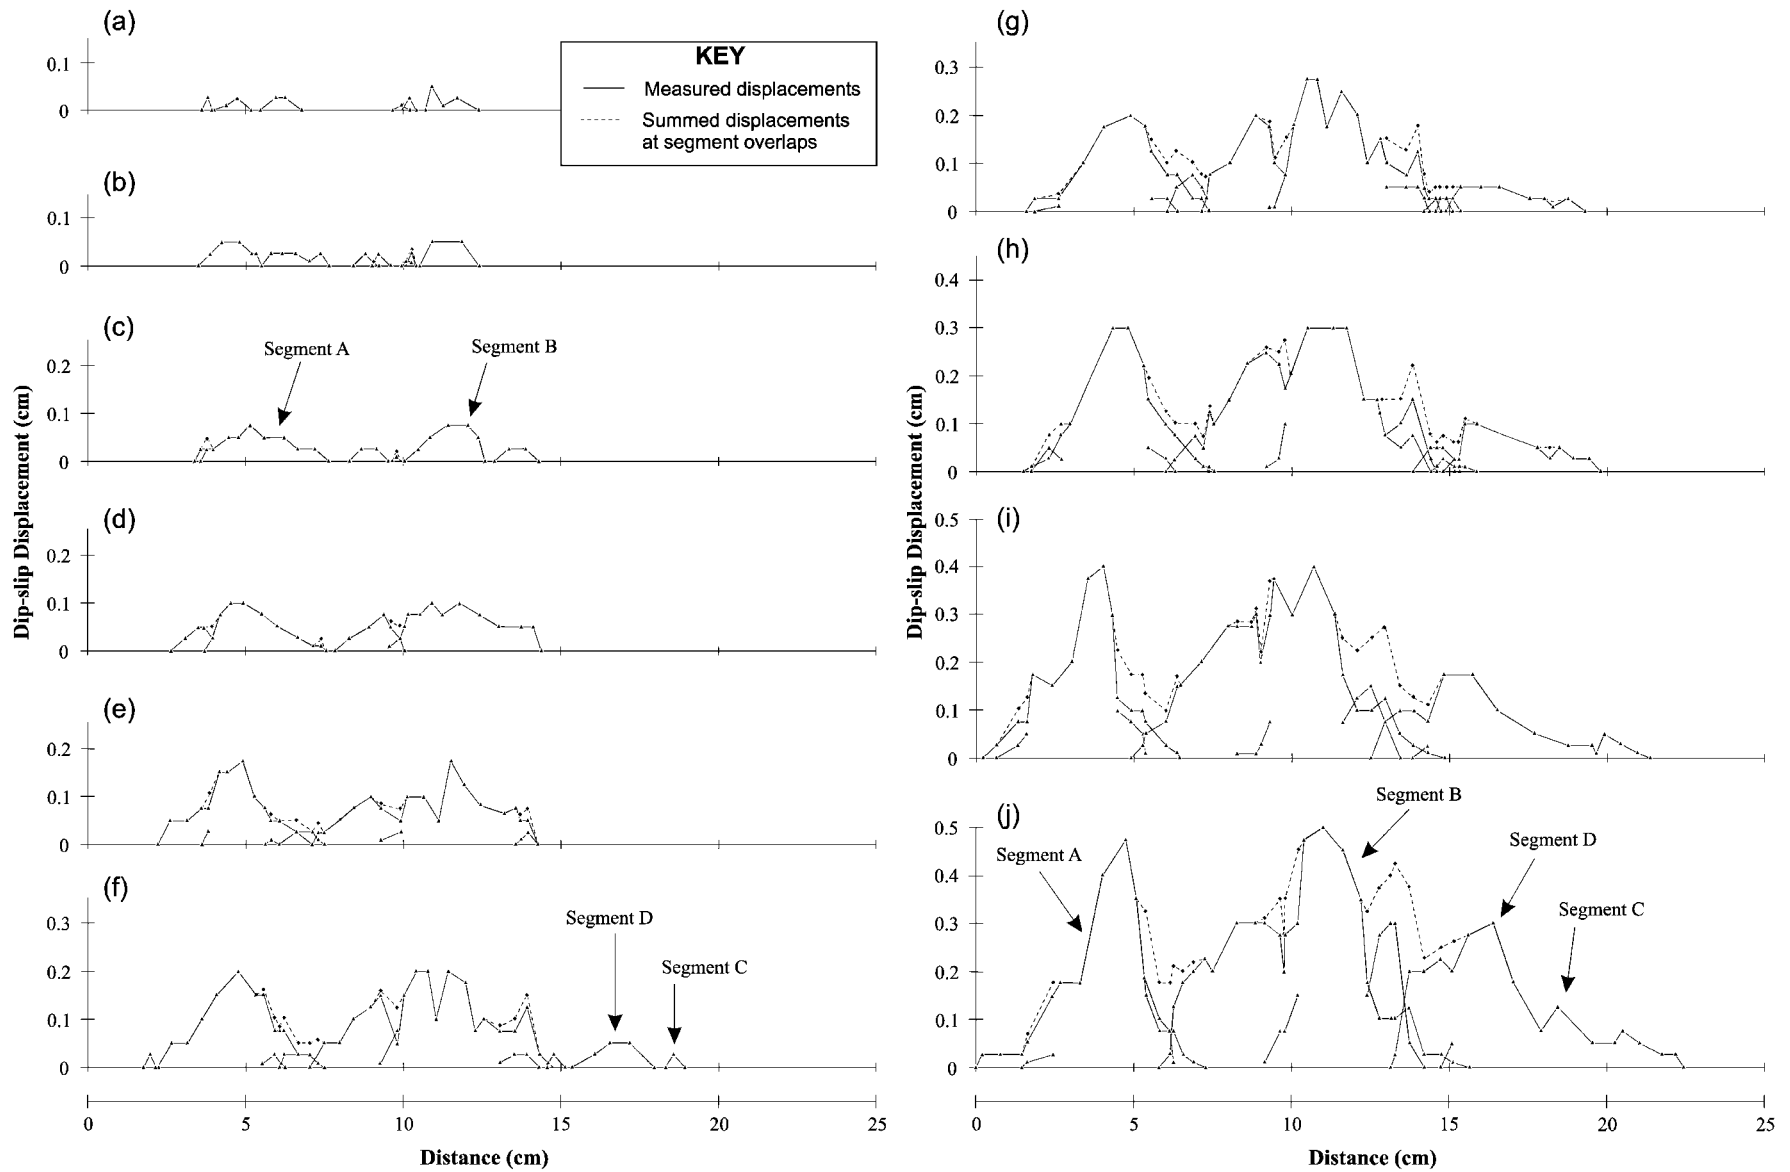 (a)
0.1
0
KEY
Measured displacements
Summed displacements
at segment overlaps
(b)
0.1
0
(c)
Segment A
Segment B
0.2
0.1
0
(d)
0.2
0.1
0
(e)
0.2
0.1
0
(f)
Segment D
Segment C
0.3
0.2
0.1
0
Dip-slip Displacement (cm)
0 5 10 15 20 25
Distance (cm)
(g)
0.3
0.2
0.1
0
(h)
0.4
0.3
0.2
0.1
0
(i)
0.5
0.4
0.3
0.2
0.1
0
(j)
Segment B
Segment A
Segment D
Segment C
0.5
0.4
0.3
0.2
0.1
0
Dip-slip Displacement (cm)
0 5 10 15 20 25
Distance (cm)